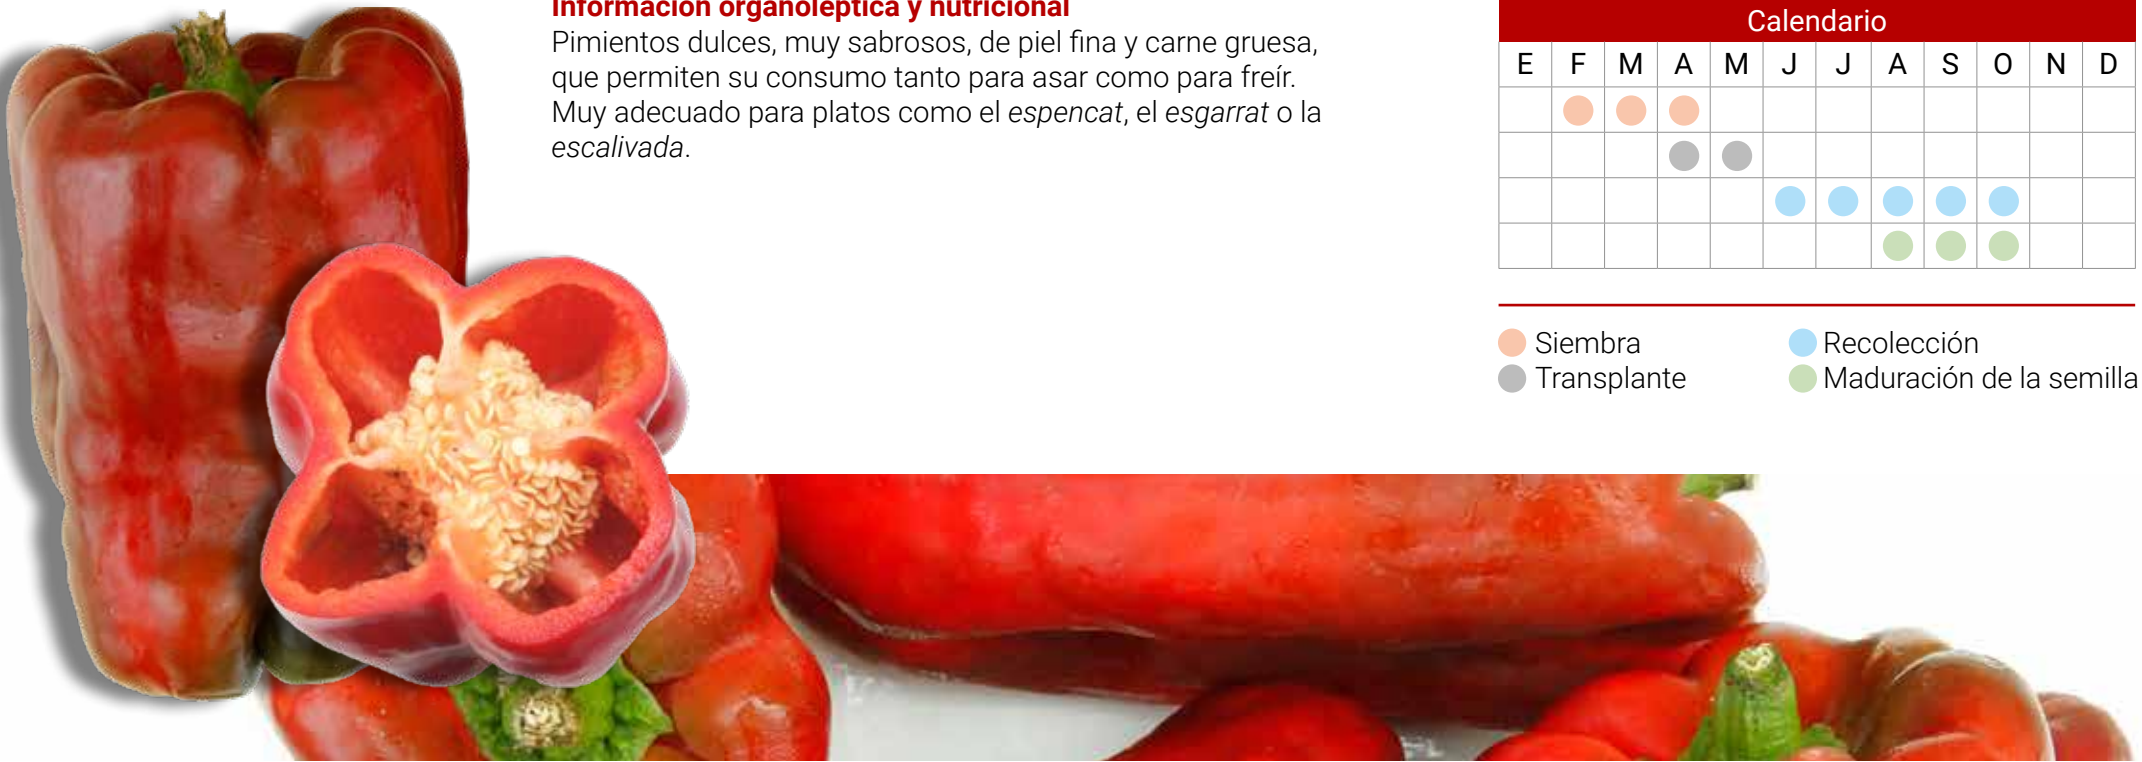 Información organoléptica y nutricional
Pimientos dulces, muy sabrosos, de piel fina y carne gruesa,
que permiten su consumo tanto para asar como para freír.
Muy adecuado para platos como el espencat, el esgarrat o la
escalivada.
Calendario
E F M A M J J A S O N D
Siembra
Transplante
Recolección
Maduración de la semilla